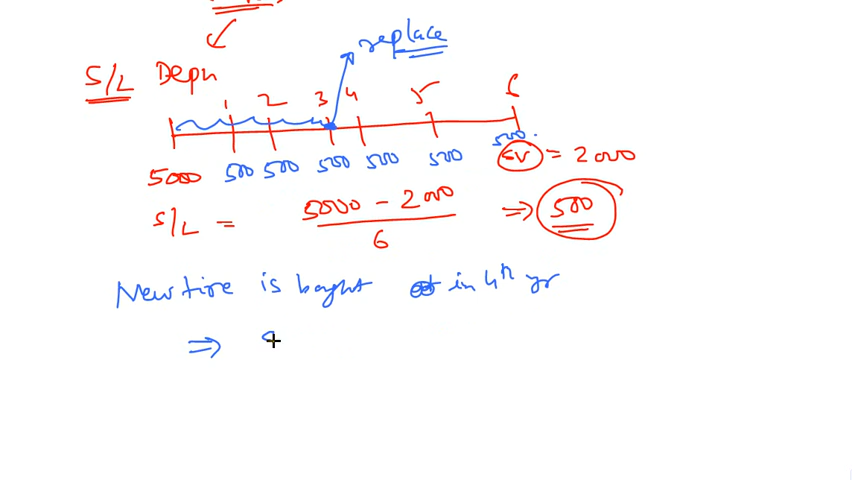 replace
S/L Depn
1 2 3 4 5 6
5000 500 500 500 500 500 500.
SV = 2000
S/L = 5000 - 2000 / 6 ⇒ 500
New tire is bought in 4th yr
⇒